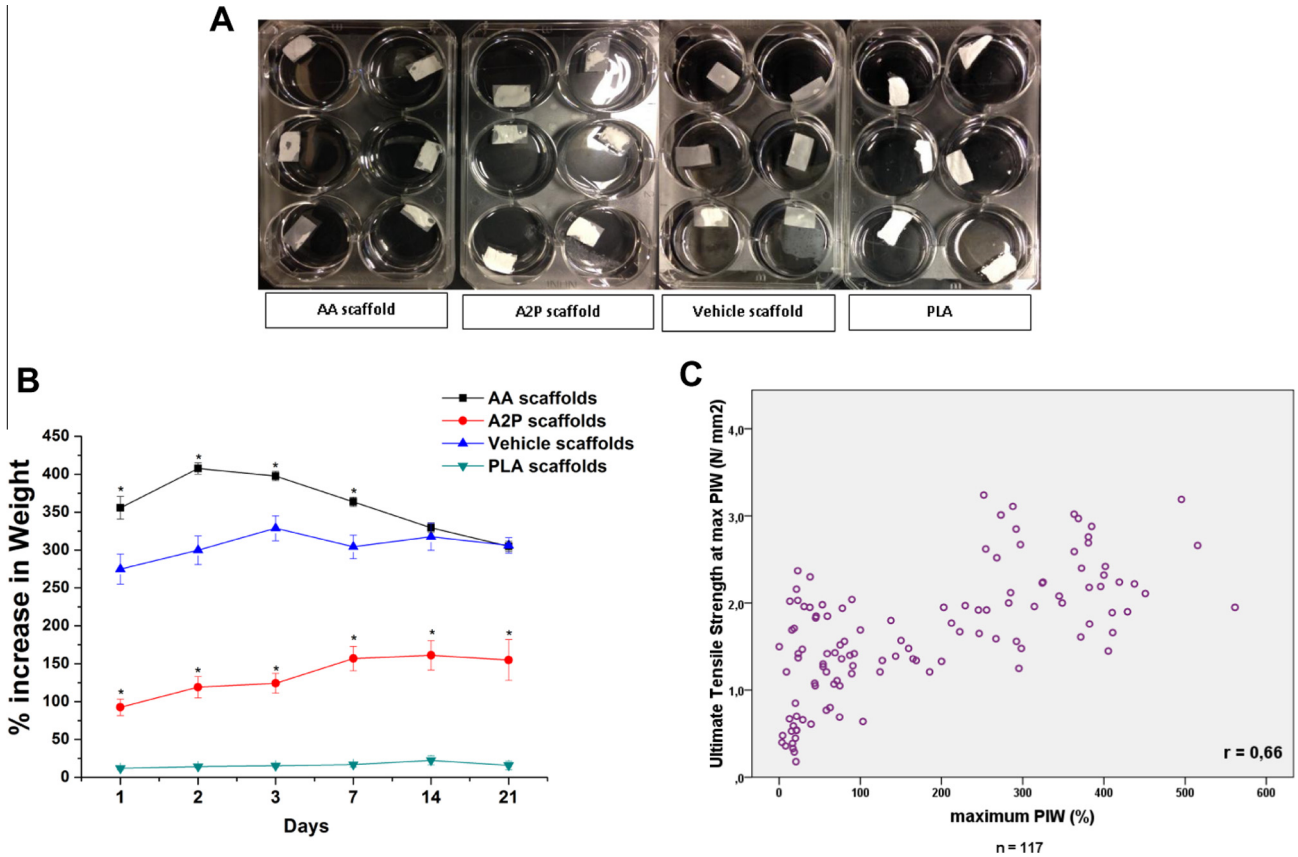 A
AA scaffold
A2P scaffold
Vehicle scaffold
PLA
B
AA scaffolds
A2P scaffolds
Vehicle scaffolds
PLA scaffolds
% increase in Weight
450
400
350
300
250
200
150
100
50
0
* * * *
* * * * * *
1 2 3 7 14 21
Days
C
Ultimate Tensile Strength at max PIW (N/ mm2)
4,0
3,0
2,0
1,0
,0
r = 0,66
0 100 200 300 400 500 600
maximum PIW (%)
n = 117